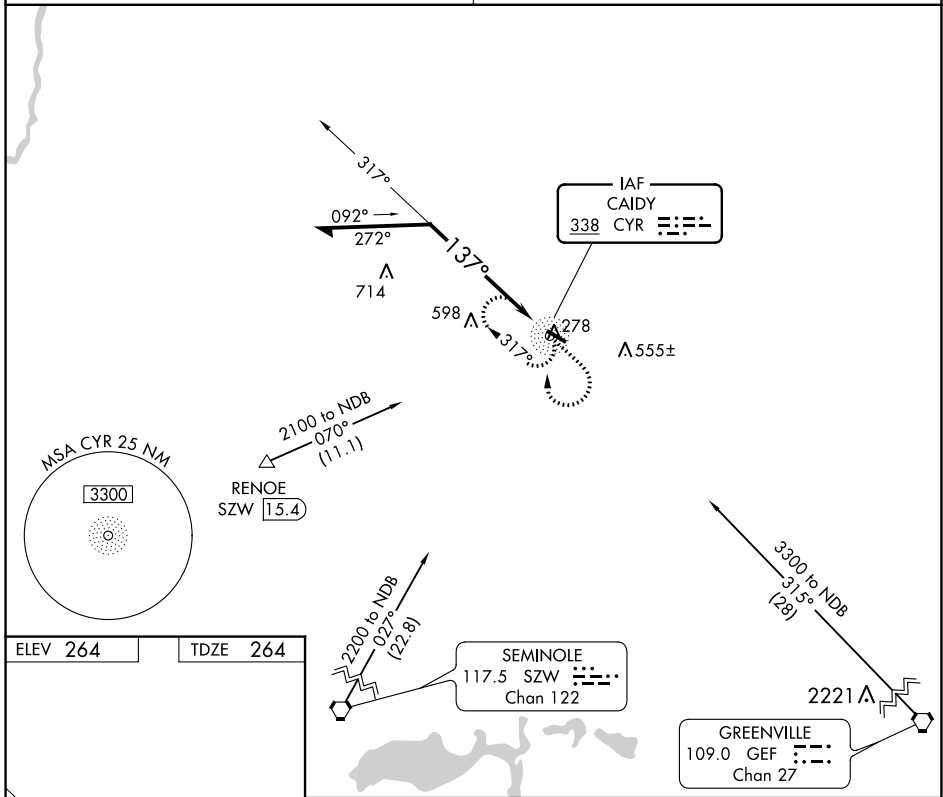 317°
092°
272°
137°
714
IAF
CAIDY
338 CYR
598
317°
278
555±
2100 to NDB
070°
(11.1)
RENOE
SZW 15.4
MSA CYR 25 NM
3300
2200 to NDB
027°
(22.8)
3300 to NDB
315°
(28)
ELEV 264
TDZE 264
SEMINOLE
117.5 SZW
Chan 122
2221
GREENVILLE
109.0 GEF
Chan 27